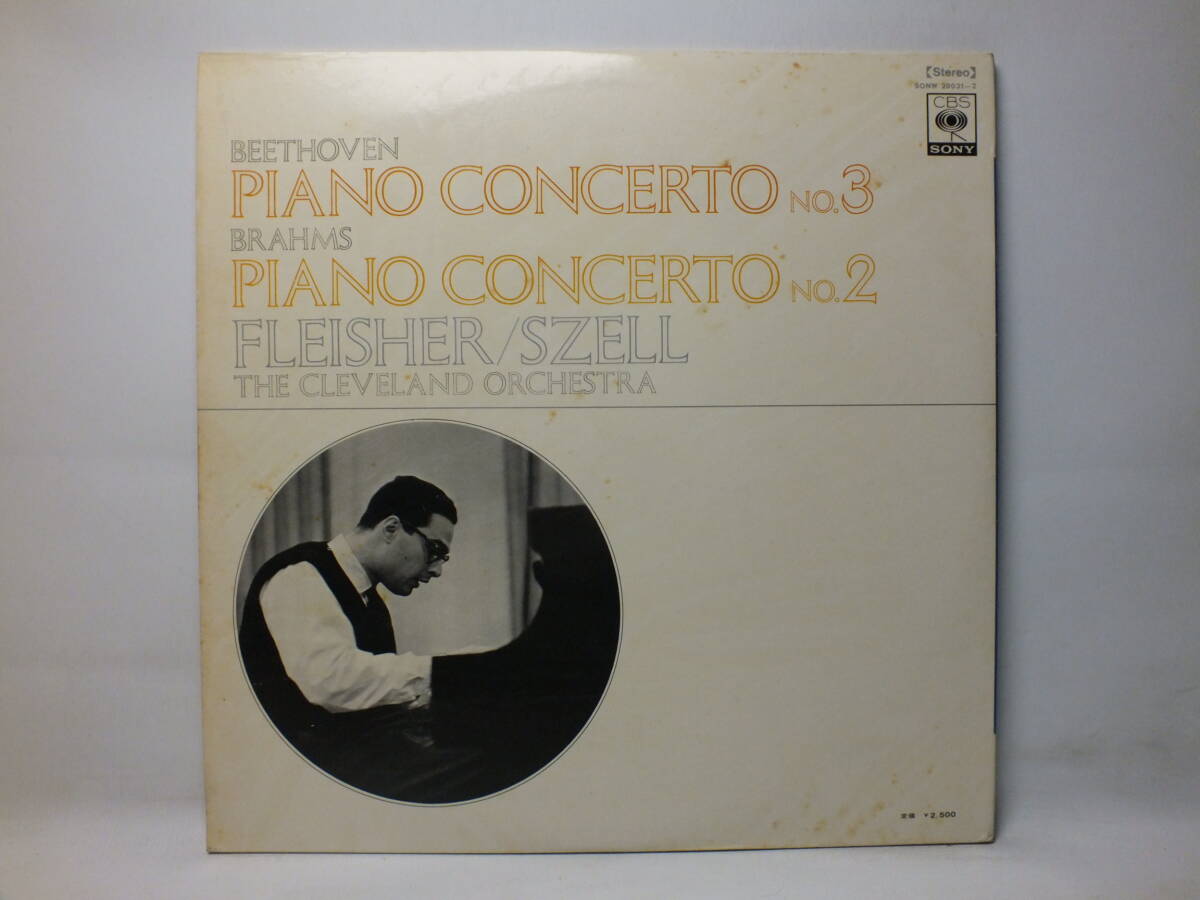 【Stereo】
SONW 20031-2
CBS
SONY
BEETHOVEN
PIANO CONCERTO NO.3
BRAHMS
PIANO CONCERTO NO.2
FLEISHER/SZELL
THE CLEVELAND ORCHESTRA
定価 ¥2,500